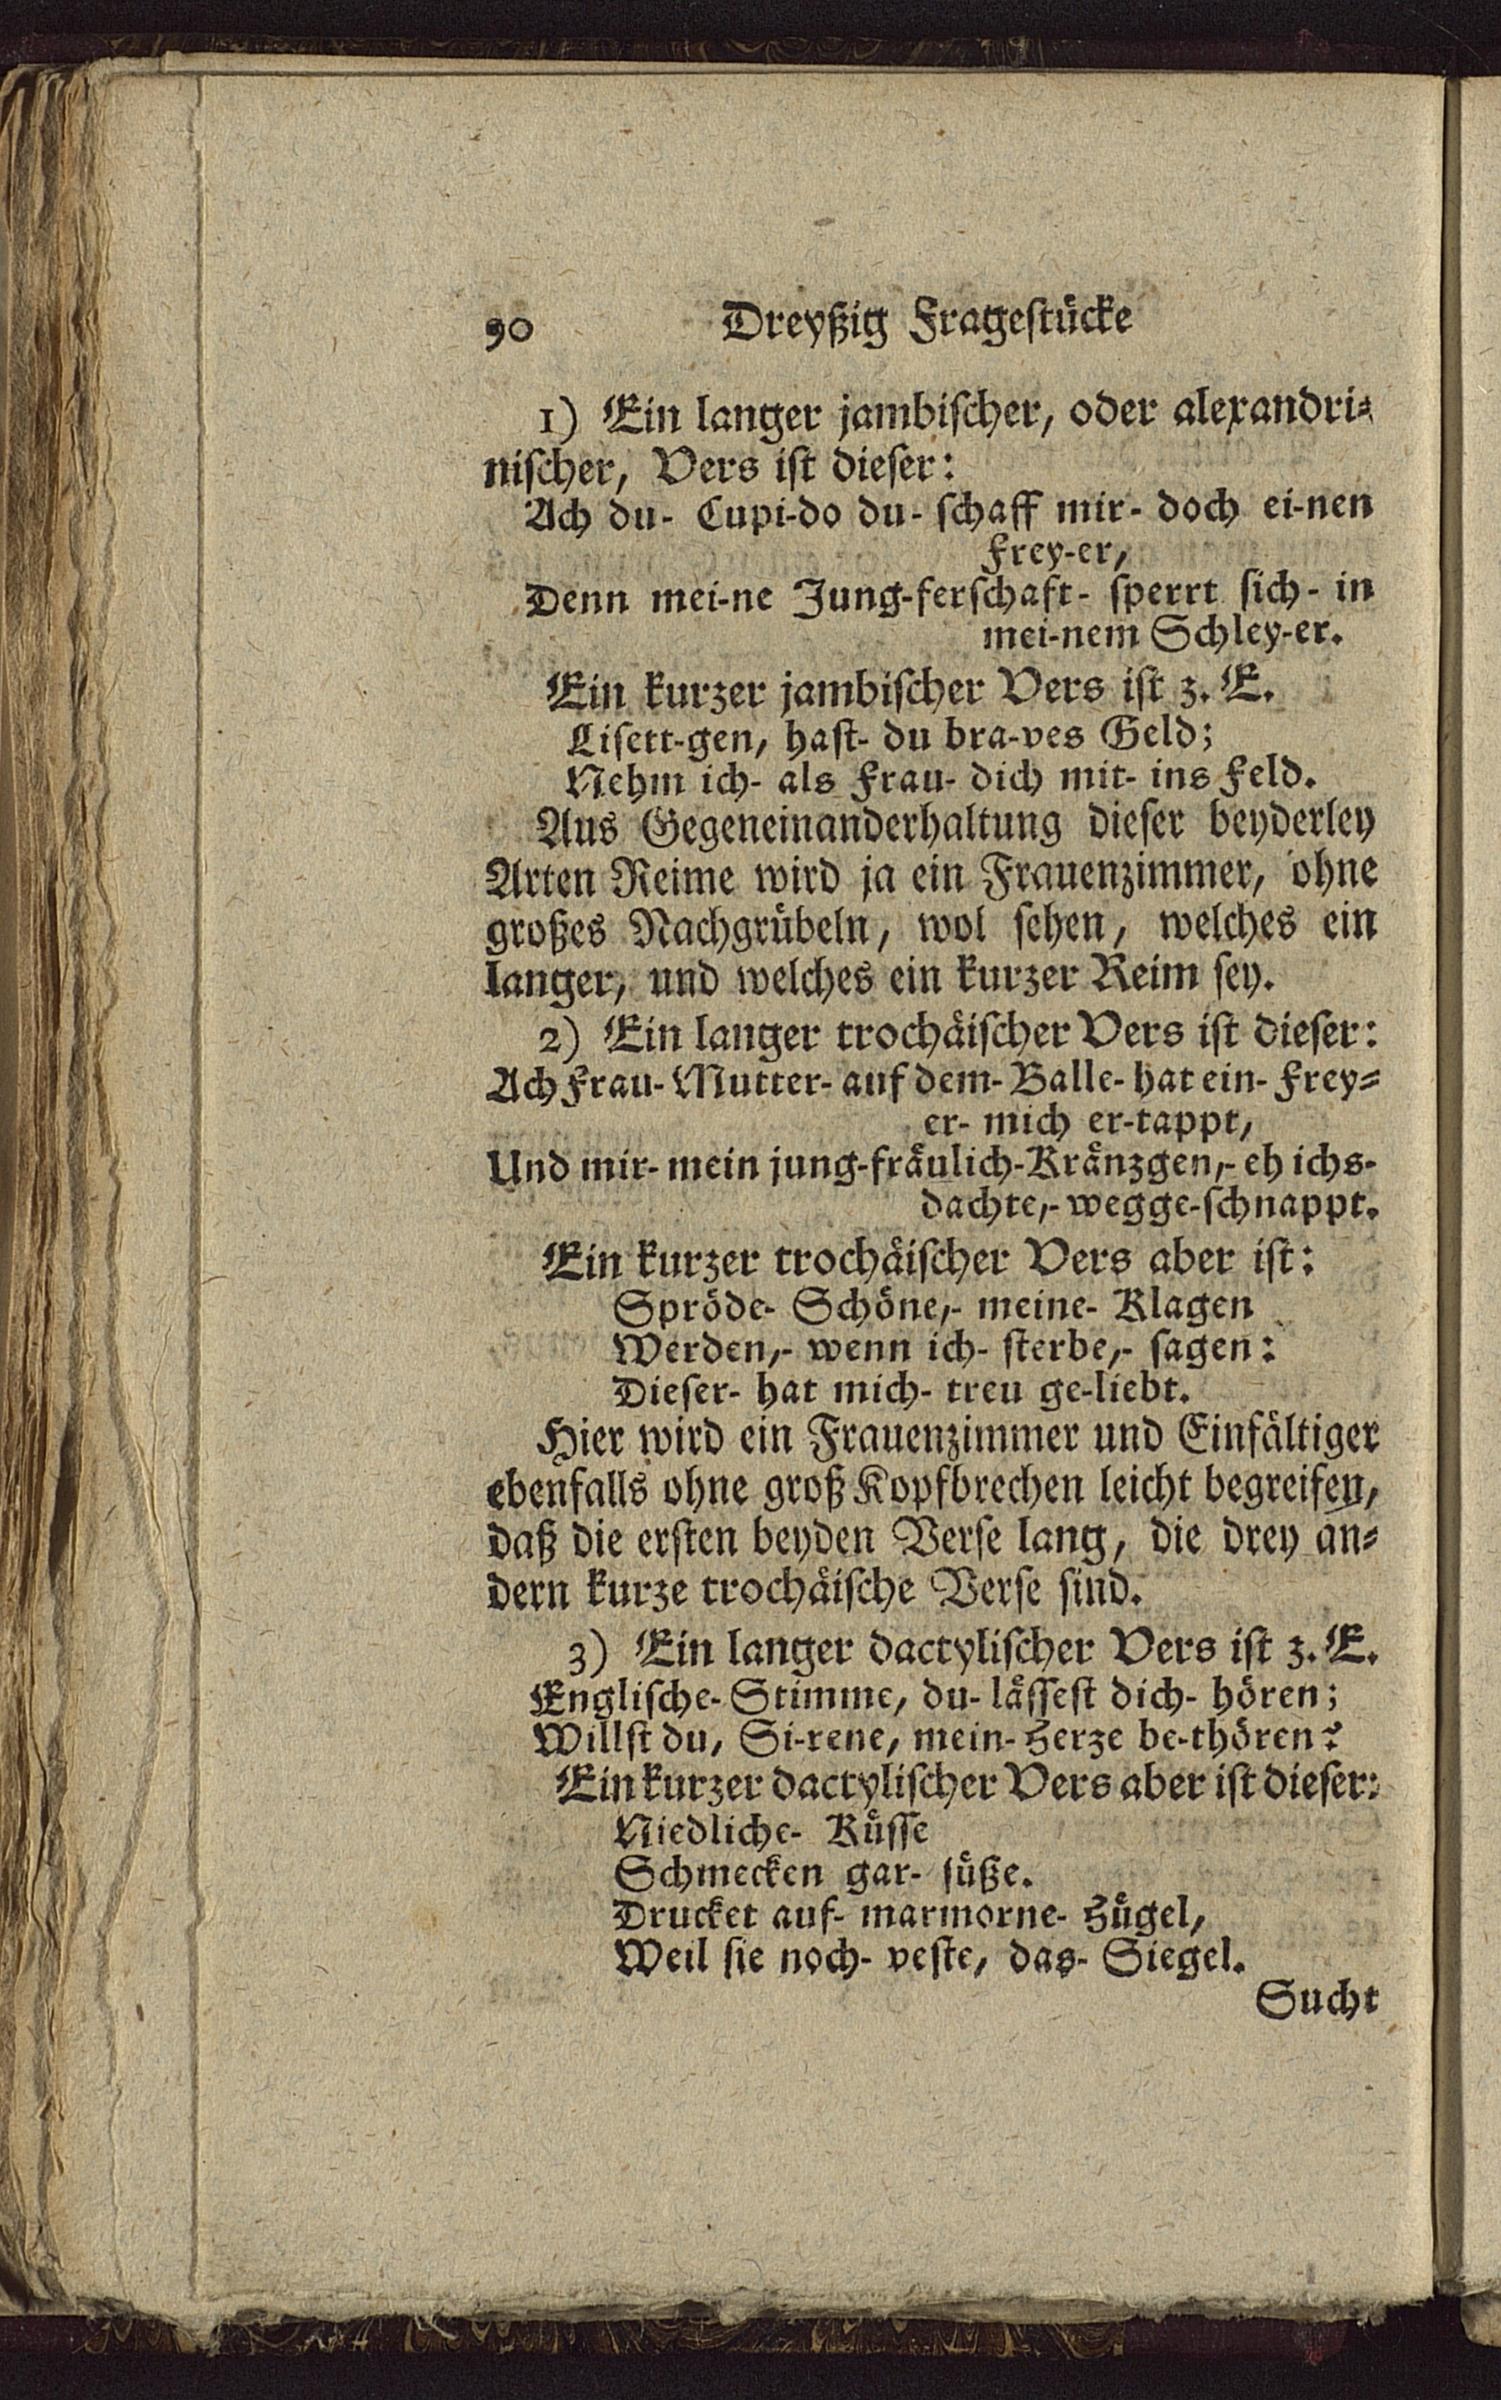 90 Dreyßig Fragestücke
1) Ein langer jambischer, oder alexandri-
nischer, Vers ist dieser:
Ach du- Cupi-do du- schaff mir- doch ei-nen
Frey-er,
Denn mei-ne Jung-ferschaft- sperrt sich- in
mei-nem Schley-er.
Ein kurzer jambischer Vers ist z. E.
Lisett-gen, hast- du bra-ves Geld;
Nehm ich- als Frau- dich mit- ins Feld.
Aus Gegeneinanderhaltung dieser beyderley
Arten Reime wird ja ein Frauenzimmer, ohne
großes Nachgrübeln, wol sehen, welches ein
langer, und welches ein kurzer Reim sey.
2) Ein langer trochäischer Vers ist dieser:
Ach Frau- Mutter- auf dem- Balle- hat ein- Frey-
er- mich er-tappt,
Und mir- mein jung-fräulich-Kränzgen,- eh ichs-
dachte,- wegge-schnappt.
Ein kurzer trochäischer Vers aber ist:
Spröde- Schöne,- meine- Klagen
Werden,- wenn ich- sterbe,- sagen:
Dieser- hat mich- treu ge-liebt.
Hier wird ein Frauenzimmer und Einfältiger
ebenfalls ohne groß Kopfbrechen leicht begreifen,
daß die ersten beyden Verse lang, die drey an-
dern kurze trochäische Verse sind.
3) Ein langer dactylischer Vers ist z. E.
Englische- Stimme, du- lässest dich- hören;
Willst du, Si-rene, mein- Herze be-thören?
Ein kurzer dactylischer Vers aber ist dieser:
Niedliche- Küsse
Schmecken gar- süße.
Drucket auf- marmorne- Hügel,
Weil sie noch- veste, das- Siegel.
Sucht